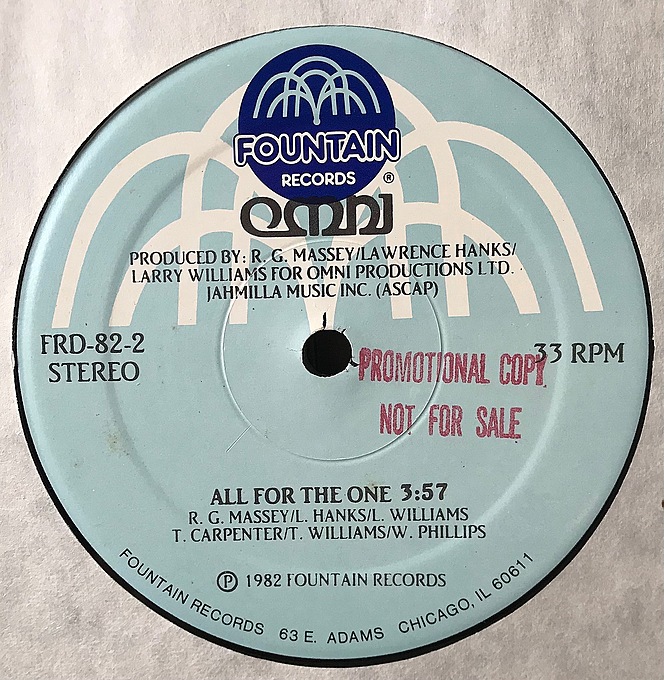 FOUNTAIN
RECORDS ®
omni
PRODUCED BY: R. G. MASSEY/LAWRENCE HANKS/
LARRY WILLIAMS FOR OMNI PRODUCTIONS LTD.
JAHMILLA MUSIC INC. (ASCAP)
FRD-82-2
STEREO
33 RPM
PROMOTIONAL COPY
NOT FOR SALE
ALL FOR THE ONE 3:57
R. G. MASSEY/L. HANKS/L. WILLIAMS
T. CARPENTER/T. WILLIAMS/W. PHILLIPS
℗ 1982 FOUNTAIN RECORDS
FOUNTAIN RECORDS 63 E. ADAMS CHICAGO, IL 60611